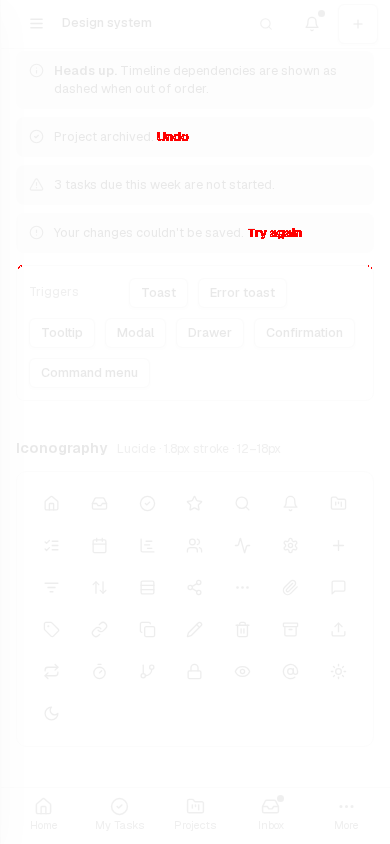 Design system
Heads up. Timeline dependencies are shown as
dashed when out of order.
Project archived. Undo
3 tasks due this week are not started.
Your changes couldn't be saved. Try again
Triggers
Toast
Error toast
Tooltip
Modal
Drawer
Confirmation
Command menu
Iconography Lucide · 1.6px stroke · 12–16px
Home
My Tasks
Projects
Inbox
More